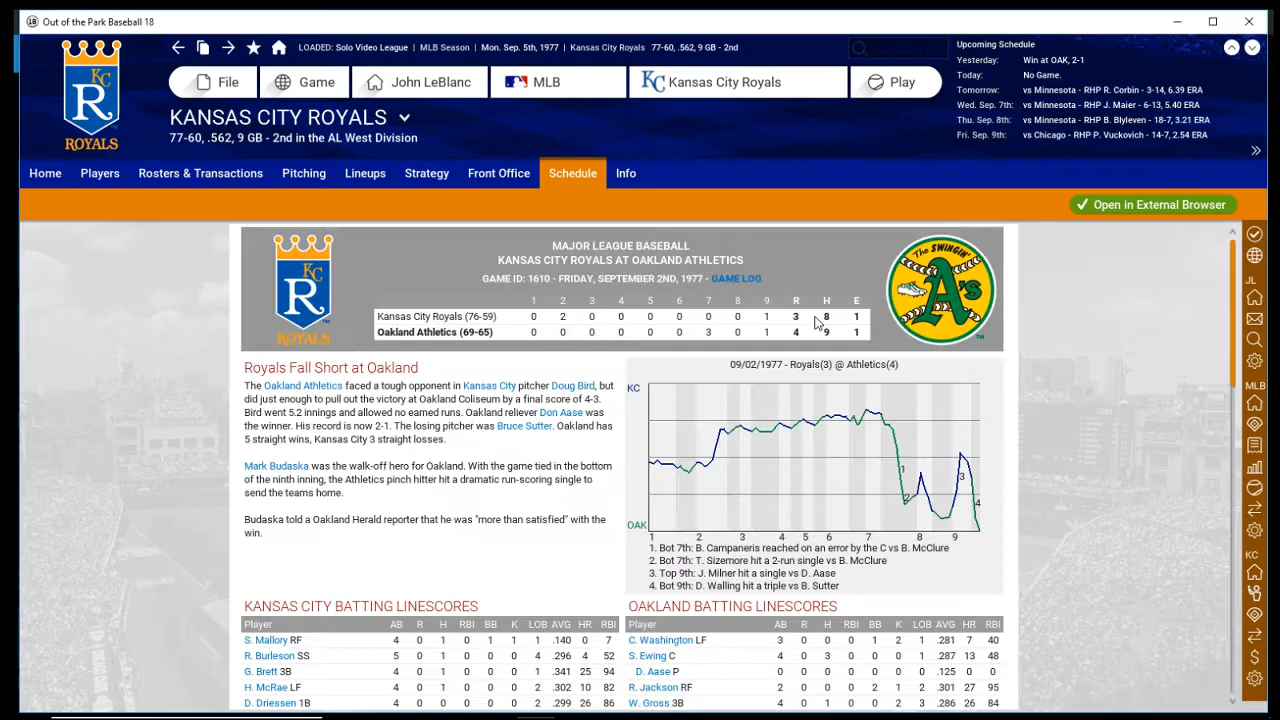 Out of the Park Baseball 18
LOADED: Solo Video League | MLB Season | Mon. Sep. 5th, 1977 | Kansas City Royals 77-60, .562, 9 GB - 2nd
File Game John LeBlanc MLB Kansas City Royals Play
KC
R
ROYALS
KANSAS CITY ROYALS
77-60, .562, 9 GB - 2nd in the AL West Division
Upcoming Schedule
Yesterday: Win at OAK, 2-1
Today: No Game.
Tomorrow: vs Minnesota - RHP R. Corbin - 3-14, 6.39 ERA
Wed. Sep. 7th: vs Minnesota - RHP J. Maier - 6-13, 5.40 ERA
Thu. Sep. 8th: vs Minnesota - RHP B. Blyleven - 18-7, 3.21 ERA
Fri. Sep. 9th: vs Chicago - RHP P. Vuckovich - 14-7, 2.54 ERA
Home Players Rosters & Transactions Pitching Lineups Strategy Front Office Schedule Info
Open in External Browser
KC
R
ROYALS
MAJOR LEAGUE BASEBALL
KANSAS CITY ROYALS AT OAKLAND ATHLETICS
GAME ID: 1610 - FRIDAY, SEPTEMBER 2ND, 1977 - GAME LOG
1 2 3 4 5 6 7 8 9 R H E
Kansas City Royals (76-59) 0 2 0 0 0 0 0 0 1 3 8 1
Oakland Athletics (69-65) 0 0 0 0 0 0 3 0 1 4 9 1
The SWINGIN'
A's
Royals Fall Short at Oakland
The Oakland Athletics faced a tough opponent in Kansas City pitcher Doug Bird, but
did just enough to pull out the victory at Oakland Coliseum by a final score of 4-3.
Bird went 5.2 innings and allowed no earned runs. Oakland reliever Don Aase was
the winner. His record is now 2-1. The losing pitcher was Bruce Sutter. Oakland has
5 straight wins, Kansas City 3 straight losses.
Mark Budaska was the walk-off hero for Oakland. With the game tied in the bottom
of the ninth inning, the Athletics pinch hitter hit a dramatic run-scoring single to
send the teams home.
Budaska told a Oakland Herald reporter that he was "more than satisfied" with the
win.
09/02/1977 - Royals(3) @ Athletics(4)
KC
1
2
3
4
OAK
1 2 3 4 5 6 7 8 9
1. Bot 7th: B. Campaneris reached on an error by the C vs B. McClure
2. Bot 7th: T. Sizemore hit a 2-run single vs B. McClure
3. Top 9th: J. Milner hit a single vs D. Aase
4. Bot 9th: D. Walling hit a triple vs B. Sutter
KANSAS CITY BATTING LINESCORES
Player AB R H RBI BB K LOB AVG HR RBI
S. Mallory RF 4 0 1 0 1 1 1 .140 0 7
R. Burleson SS 5 0 1 0 0 0 4 .296 4 52
G. Brett 3B 4 0 1 0 0 0 1 .341 25 94
H. McRae LF 4 0 1 0 0 0 2 .302 10 82
D. Driessen 1B 4 0 0 0 0 0 2 .299 26 86
OAKLAND BATTING LINESCORES
Player AB R H RBI BB K LOB AVG HR RBI
C. Washington LF 3 0 0 0 1 2 1 .281 7 40
S. Ewing C 4 0 3 0 0 0 0 .287 13 48
D. Aase P 0 0 0 0 0 0 0 .125 0 0
R. Jackson RF 2 0 0 0 2 1 2 .301 27 95
W. Gross 3B 4 0 0 0 0 2 3 .286 26 84
JL
MLB
KC